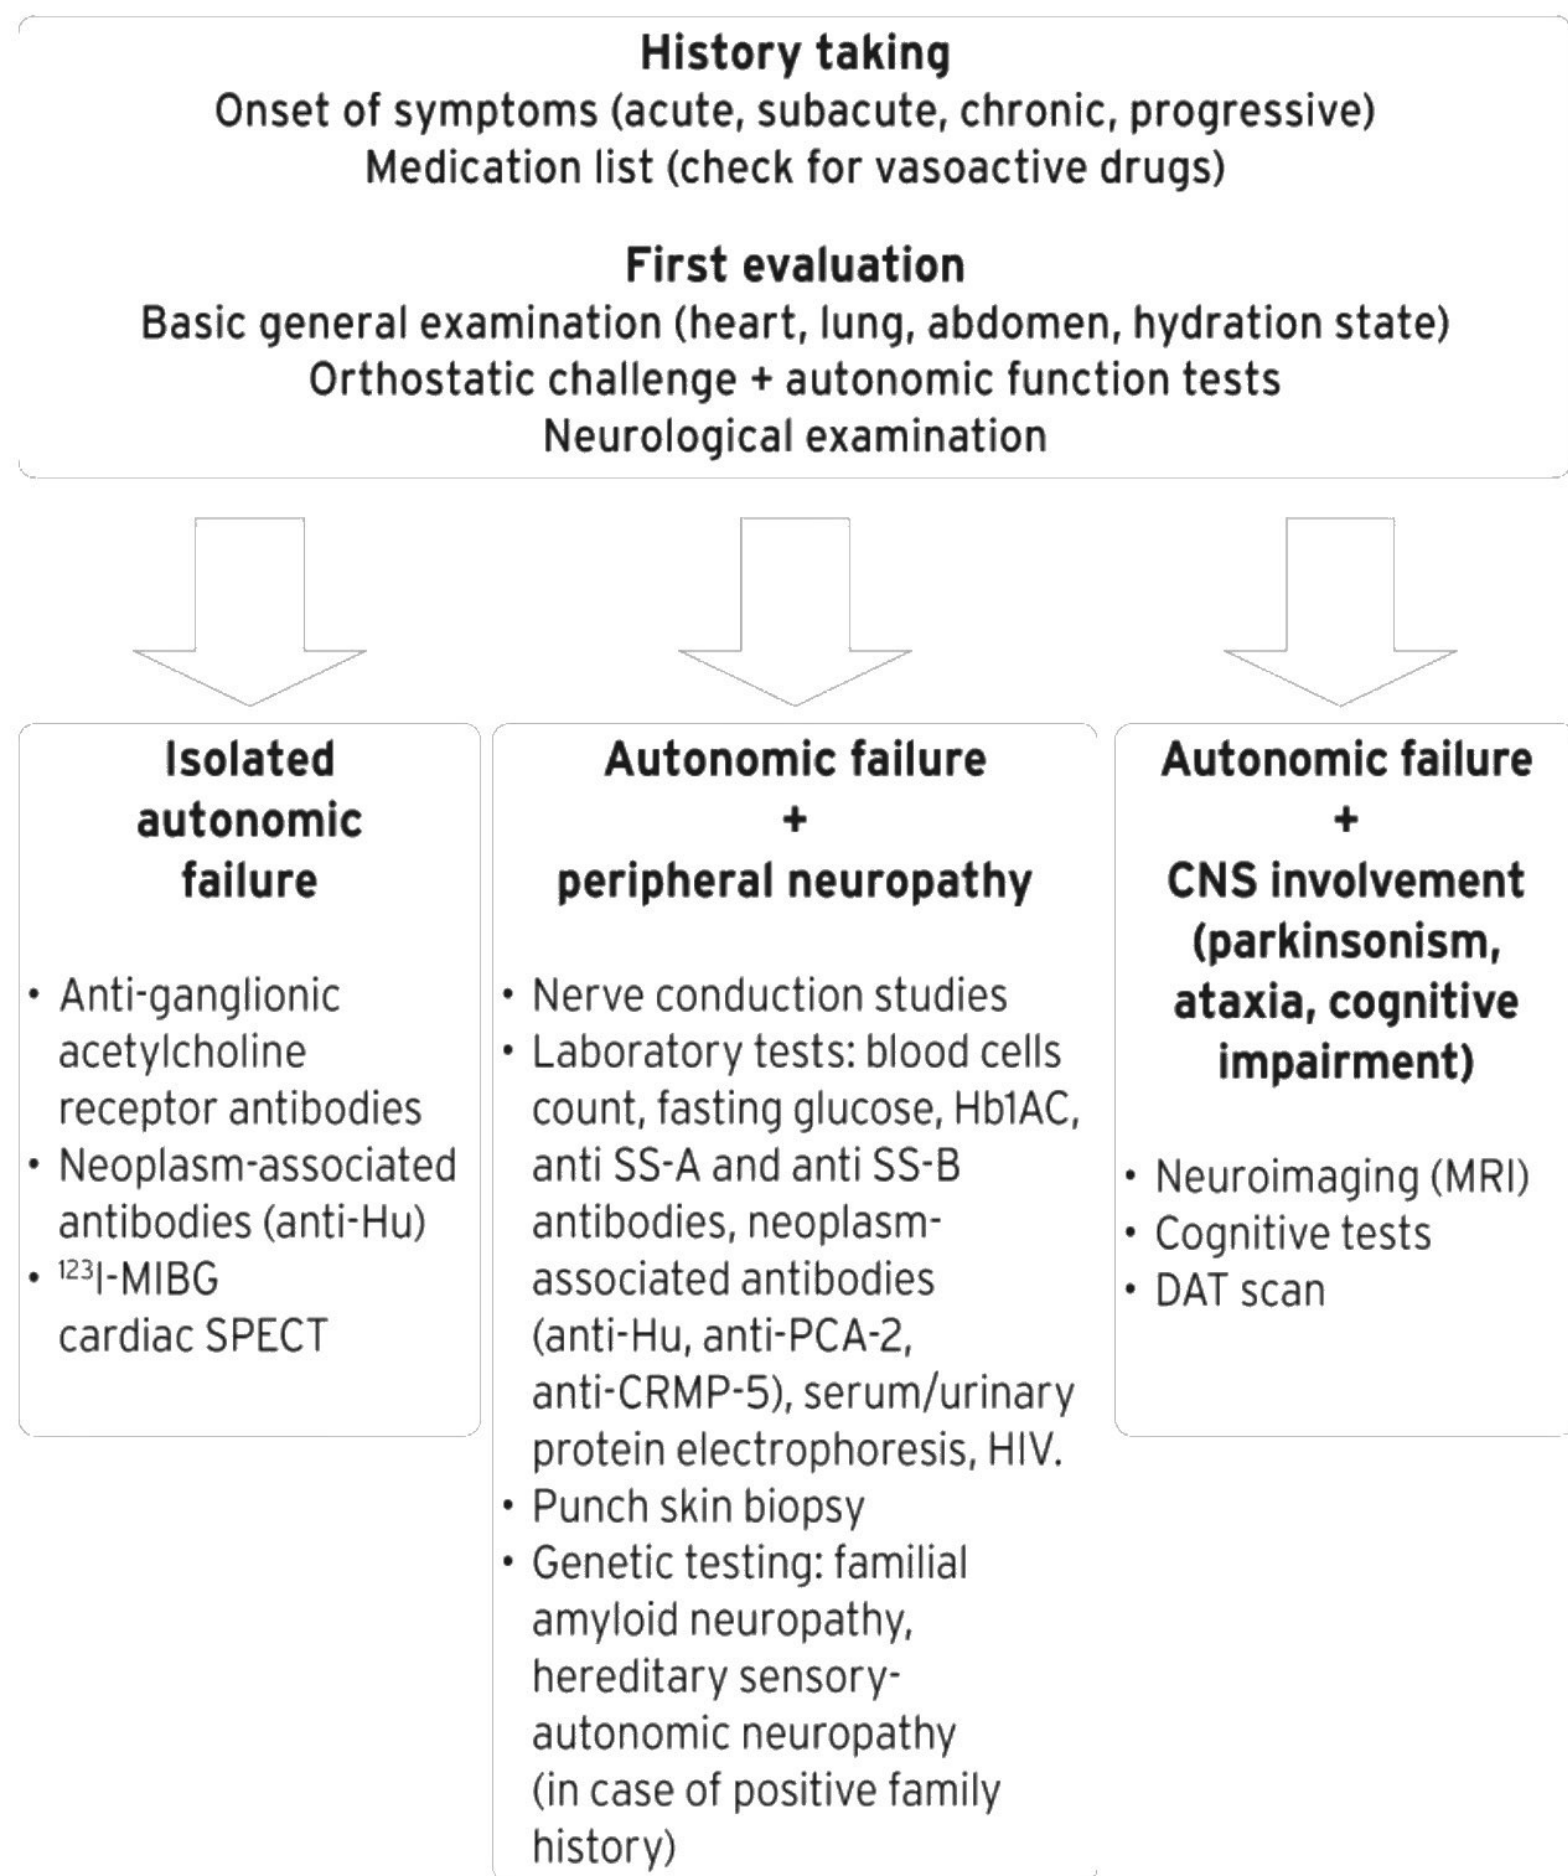 History taking
Onset of symptoms (acute, subacute, chronic, progressive)
Medication list (check for vasoactive drugs)
First evaluation
Basic general examination (heart, lung, abdomen, hydration state)
Orthostatic challenge + autonomic function tests
Neurological examination
Isolated
autonomic
failure
• Anti-ganglionic
acetylcholine
receptor antibodies
• Neoplasm-associated
antibodies (anti-Hu)
• ¹²³I-MIBG
cardiac SPECT
Autonomic failure
+
peripheral neuropathy
• Nerve conduction studies
• Laboratory tests: blood cells
count, fasting glucose, Hb1AC,
anti SS-A and anti SS-B
antibodies, neoplasm-
associated antibodies
(anti-Hu, anti-PCA-2,
anti-CRMP-5), serum/urinary
protein electrophoresis, HIV.
• Punch skin biopsy
• Genetic testing: familial
amyloid neuropathy,
hereditary sensory-
autonomic neuropathy
(in case of positive family
history)
Autonomic failure
+
CNS involvement
(parkinsonism,
ataxia, cognitive
impairment)
• Neuroimaging (MRI)
• Cognitive tests
• DAT scan